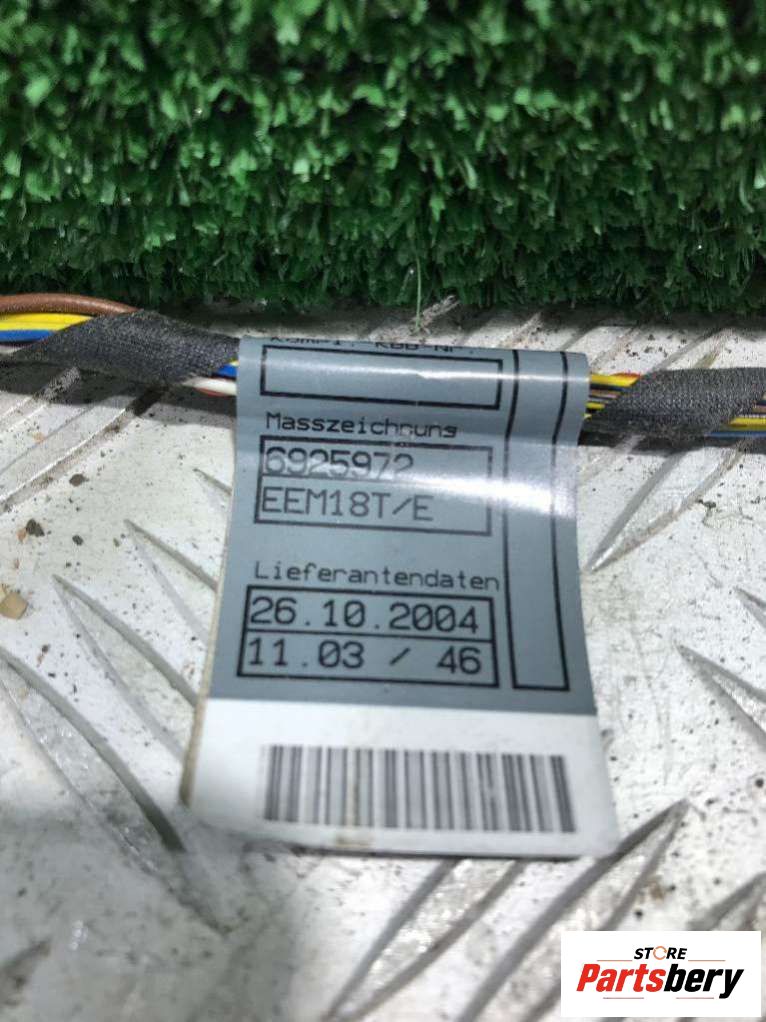 Masszeichnung
6925972
EEM18T/E
Lieferantendaten
26.10.2004
11.03 / 46
STORE
Partsbery